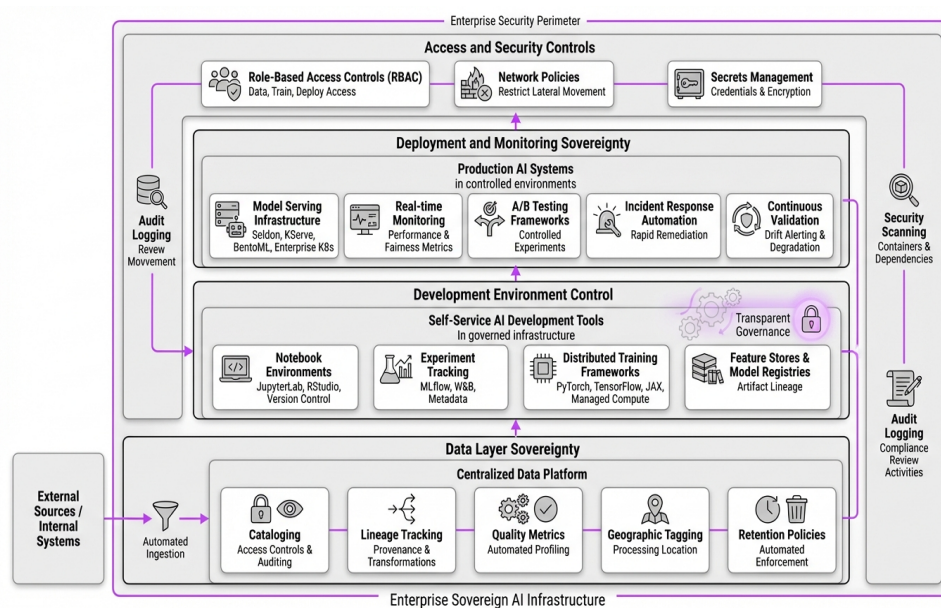 Enterprise Security Perimeter
Access and Security Controls
Role-Based Access Controls (RBAC)
Data, Train, Deploy Access
Network Policies
Restrict Lateral Movement
Secrets Management
Credentials & Encryption
Audit
Logging
Revew
Movvement
Deployment and Monitoring Sovereignty
Production AI Systems
in controlled environments
Model Serving
Infrastructure
Seldon, KServe,
BentoML, Enterprise K8s
Real-time
Monitoring
Performance &
Fairness Metrics
A/B Testing
Frameworks
Controlled
Experiments
Incident Response
Automation
Rapid Remediation
Continuous
Validation
Drift Alerting &
Degradation
Security
Scanning
Containers &
Dependencies
Development Environment Control
Self-Service AI Development Tools
In governed infrastructure
Transparent
Governance
Notebook
Environments
JupyterLab, RStudio,
Version Control
Experiment
Tracking
MLflow, W&B,
Metadata
Distributed Training
Frameworks
PyTorch, TensorFlow, JAX,
Managed Compute
Feature Stores &
Model Registries
Artifact Lineage
Audit
Logging
Compliance
Review
Activities
Data Layer Sovereignty
Centralized Data Platform
External
Sources /
Internal
Systems
Automated
Ingestion
Cataloging
Access Controls &
Auditing
Lineage Tracking
Provenance &
Transformations
Quality Metrics
Automated Profiling
Geographic Tagging
Processing Location
Retention Policies
Automated
Enforcement
Enterprise Sovereign AI Infrastructure